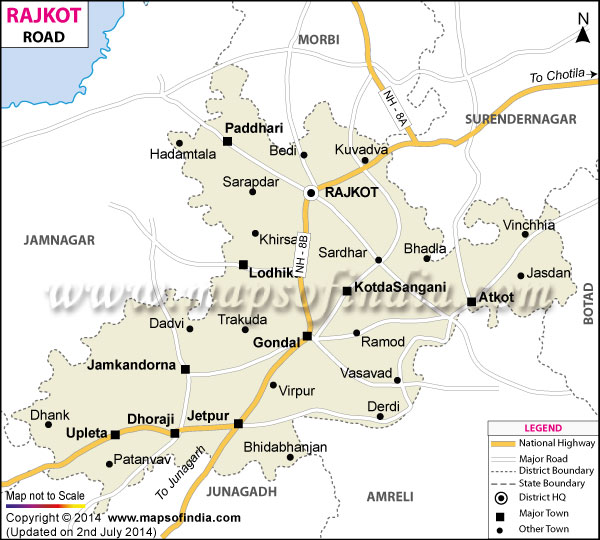 RAJKOT
ROAD
N
MORBI
To Chotila
NH - 8A
SURENDERNAGAR
Paddhari
Hadamtala
Bedi
Kuvadva
Sarapdar
RAJKOT
Vinchhia
Khirsa
JAMNAGAR
NH - 8B
Sardhar
Bhadla
Lodhik
Jasdan
KotdaSangani
www.mapsofindia.com
Atkot
BOTAD
Dadvi
Trakuda
Gondal
Ramod
Jamkandorna
Vasavad
Virpur
Dhank
Dhoraji
Jetpur
Derdi
Upleta
Bhidabhanjan
Patanvav
To Junagarh
JUNAGADH
AMRELI
LEGEND
National Highway
Major Road
District Boundary
State Boundary
District HQ
Major Town
Other Town
Map not to Scale
Copyright © 2014 www.mapsofindia.com
(Updated on 2nd July 2014)